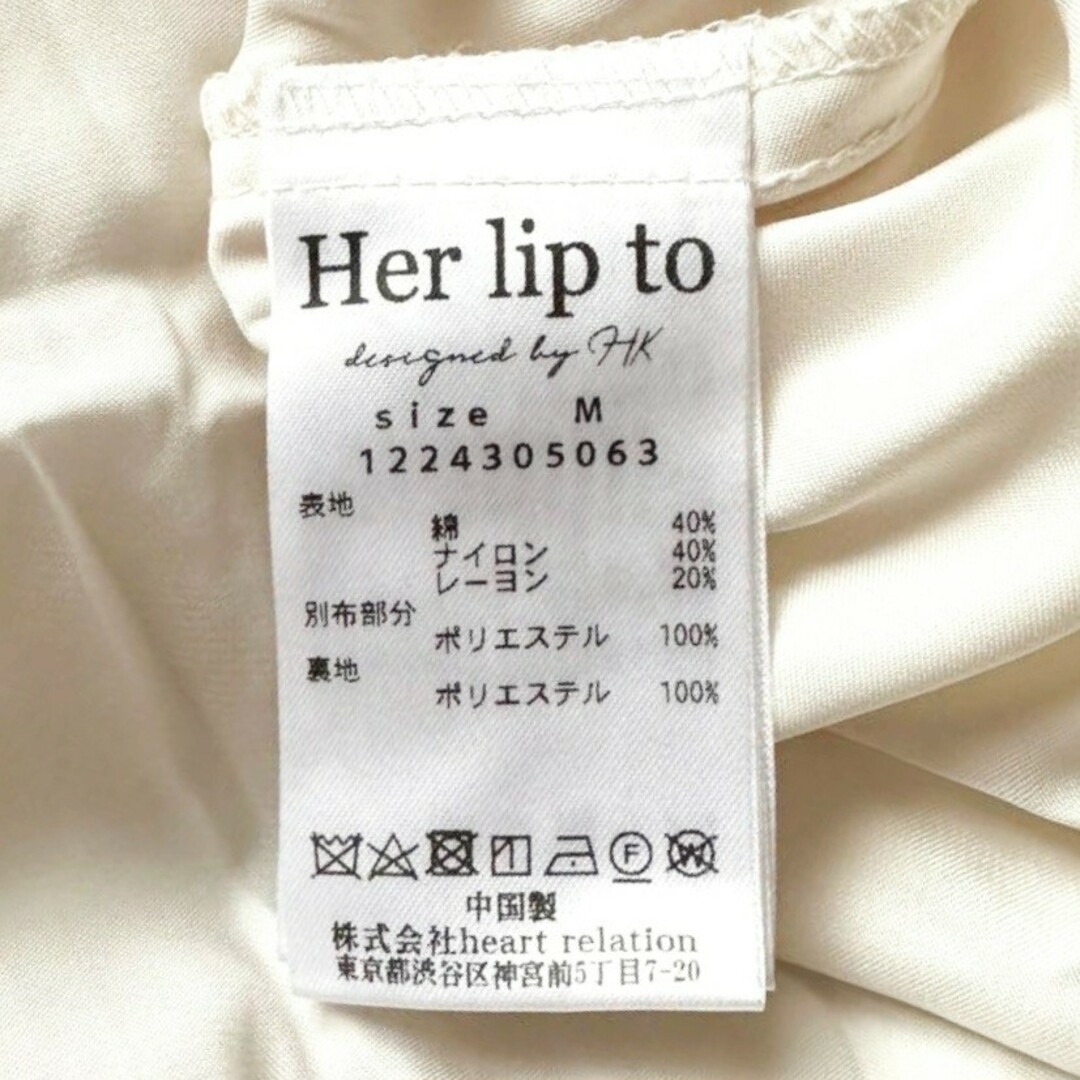 Her lip to
designed by HK
size M
1224305063
表地
綿 40%
ナイロン 40%
レーヨン 20%
別布部分
ポリエステル 100%
裏地
ポリエステル 100%
F W
中国製
株式会社heart relation
東京都渋谷区神宮前5丁目7-20